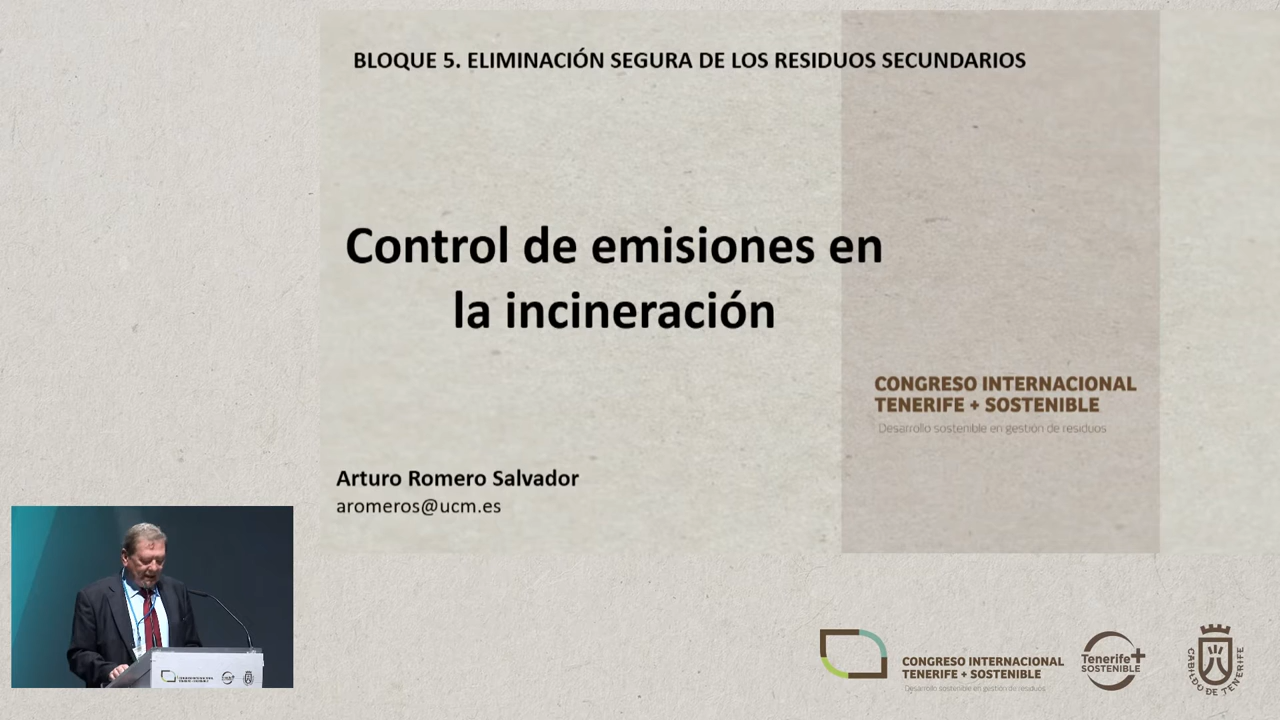 BLOQUE 5. ELIMINACIÓN SEGURA DE LOS RESIDUOS SECUNDARIOS
Control de emisiones en
la incineración
CONGRESO INTERNACIONAL
TENERIFE + SOSTENIBLE
Desarrollo sostenible en gestión de residuos
Arturo Romero Salvador
aromeros@ucm.es
CONGRESO INTERNACIONAL
TENERIFE + SOSTENIBLE
Desarrollo sostenible en gestión de residuos
Tenerife+
SOSTENIBLE
CABILDO DE TENERIFE